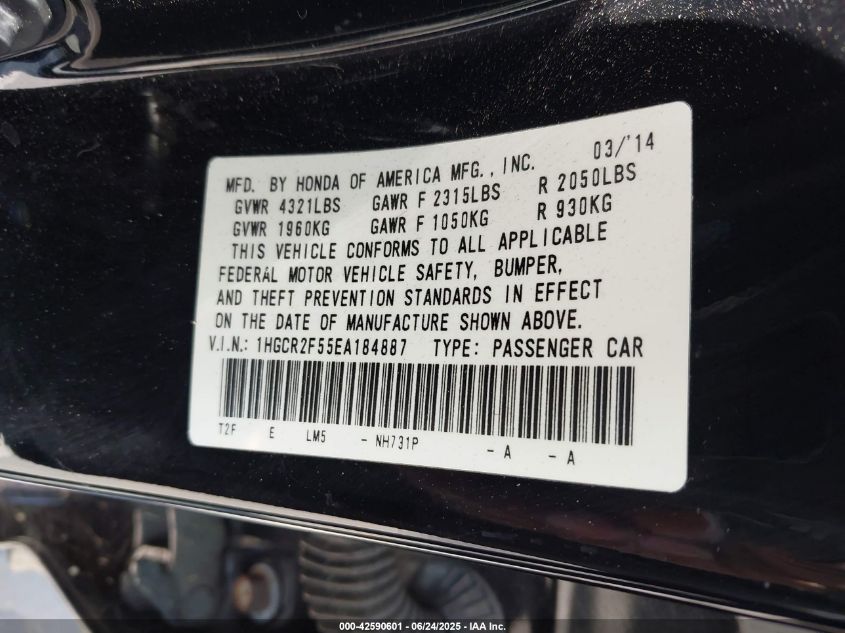 03/'14
MFD. BY HONDA OF AMERICA MFG., INC.
GVWR 4321LBS GAWR F 2315LBS R 2050LBS
GVWR 1960KG GAWR F 1050KG R 930KG
THIS VEHICLE CONFORMS TO ALL APPLICABLE
FEDERAL MOTOR VEHICLE SAFETY, BUMPER,
AND THEFT PREVENTION STANDARDS IN EFFECT
ON THE DATE OF MANUFACTURE SHOWN ABOVE.
V.I.N.: 1HGCR2F55EA184887 TYPE: PASSENGER CAR
T2F E LM5 - NH731P - A - A
000-42590601 / 06/24/2025 - IAA Inc.